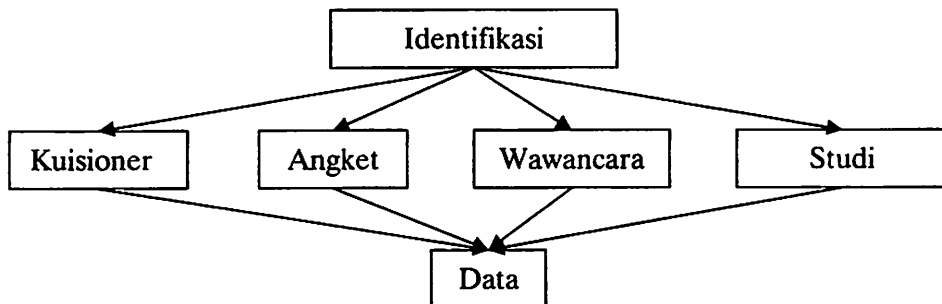 Identifikasi
Kuisioner
Angket
Wawancara
Studi
Data